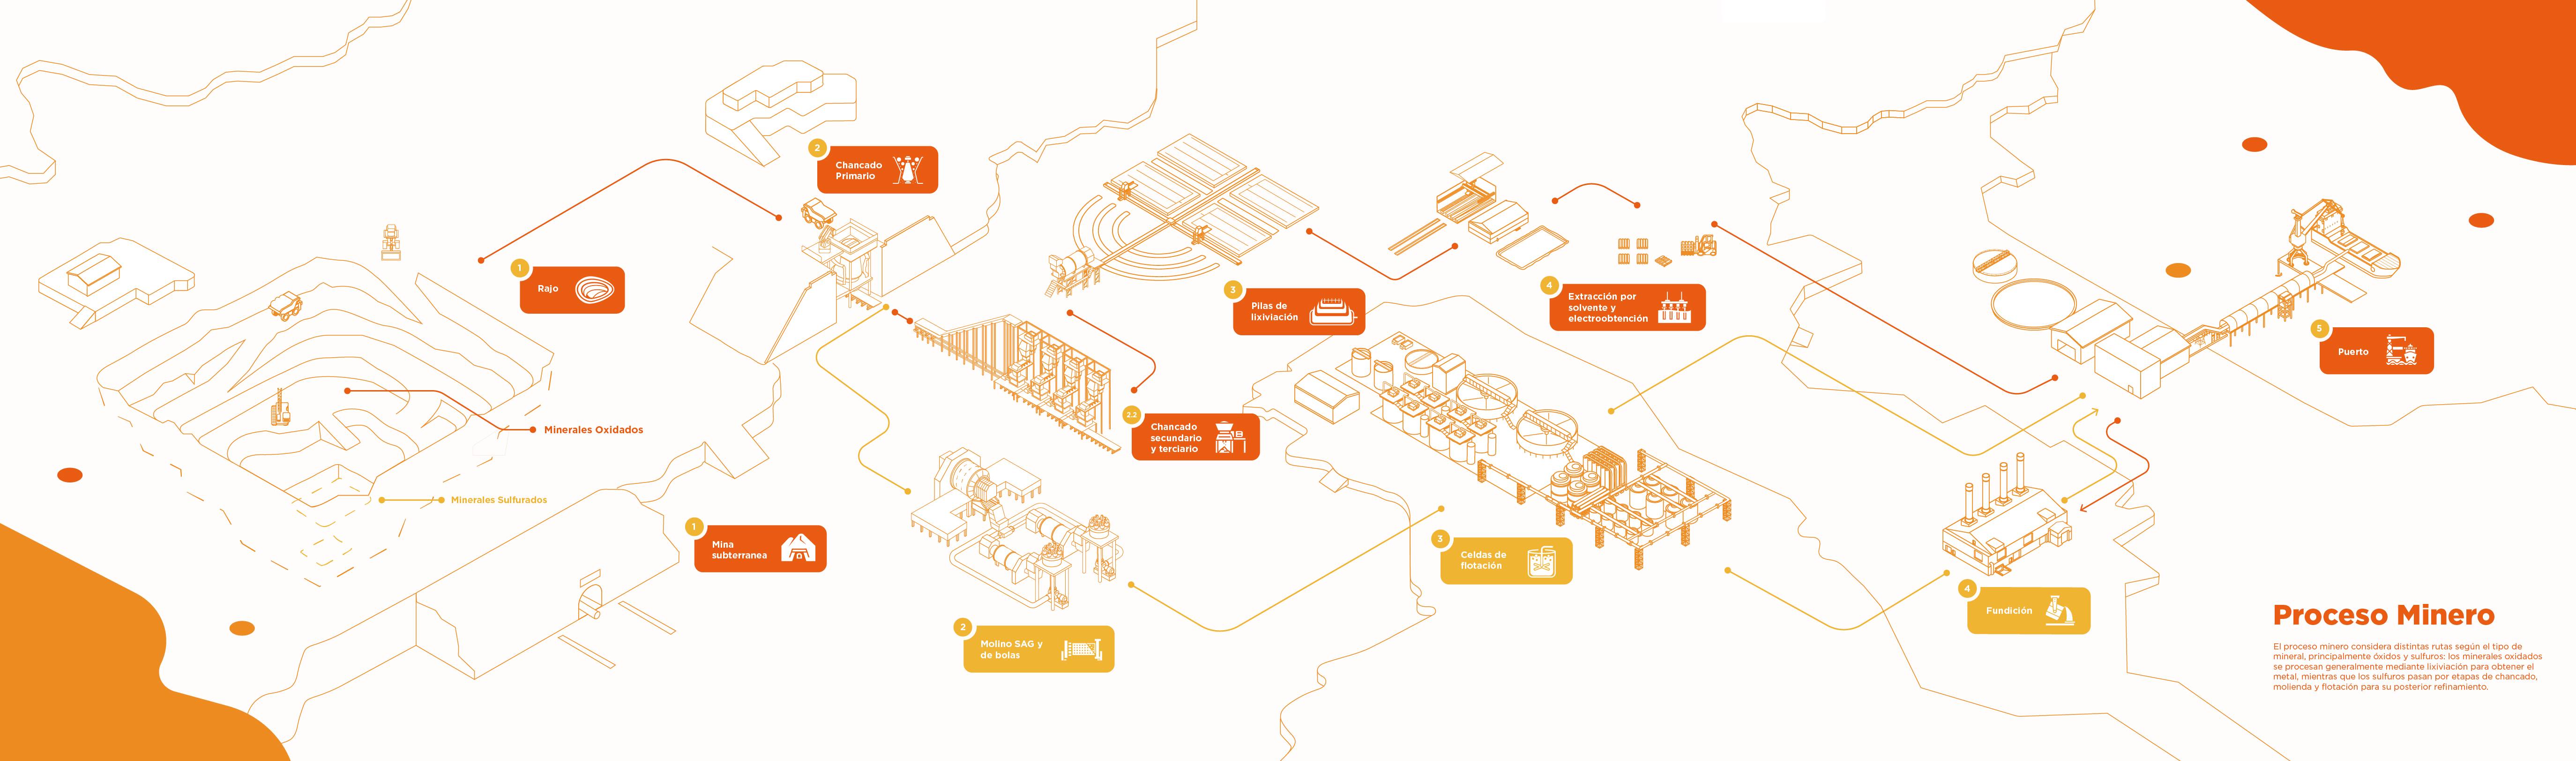 2
Chancado
Primario
1
Rajo
3
Pilas de
lixiviación
4
Extracción por
solvente y
electroobtención
5
Puerto
Minerales Oxidados
2.2
Chancado
secundario
y terciario
Minerales Sulfurados
1
Mina
subterranea
3
Celdas de
flotación
4
Fundición
2
Molino SAG y
de bolas
Proceso Minero
El proceso minero considera distintas rutas según el tipo de
mineral, principalmente óxidos y sulfuros: los minerales oxidados
se procesan generalmente mediante lixiviación para obtener el
metal, mientras que los sulfuros pasan por etapas de chancado,
molienda y flotación para su posterior refinamiento.